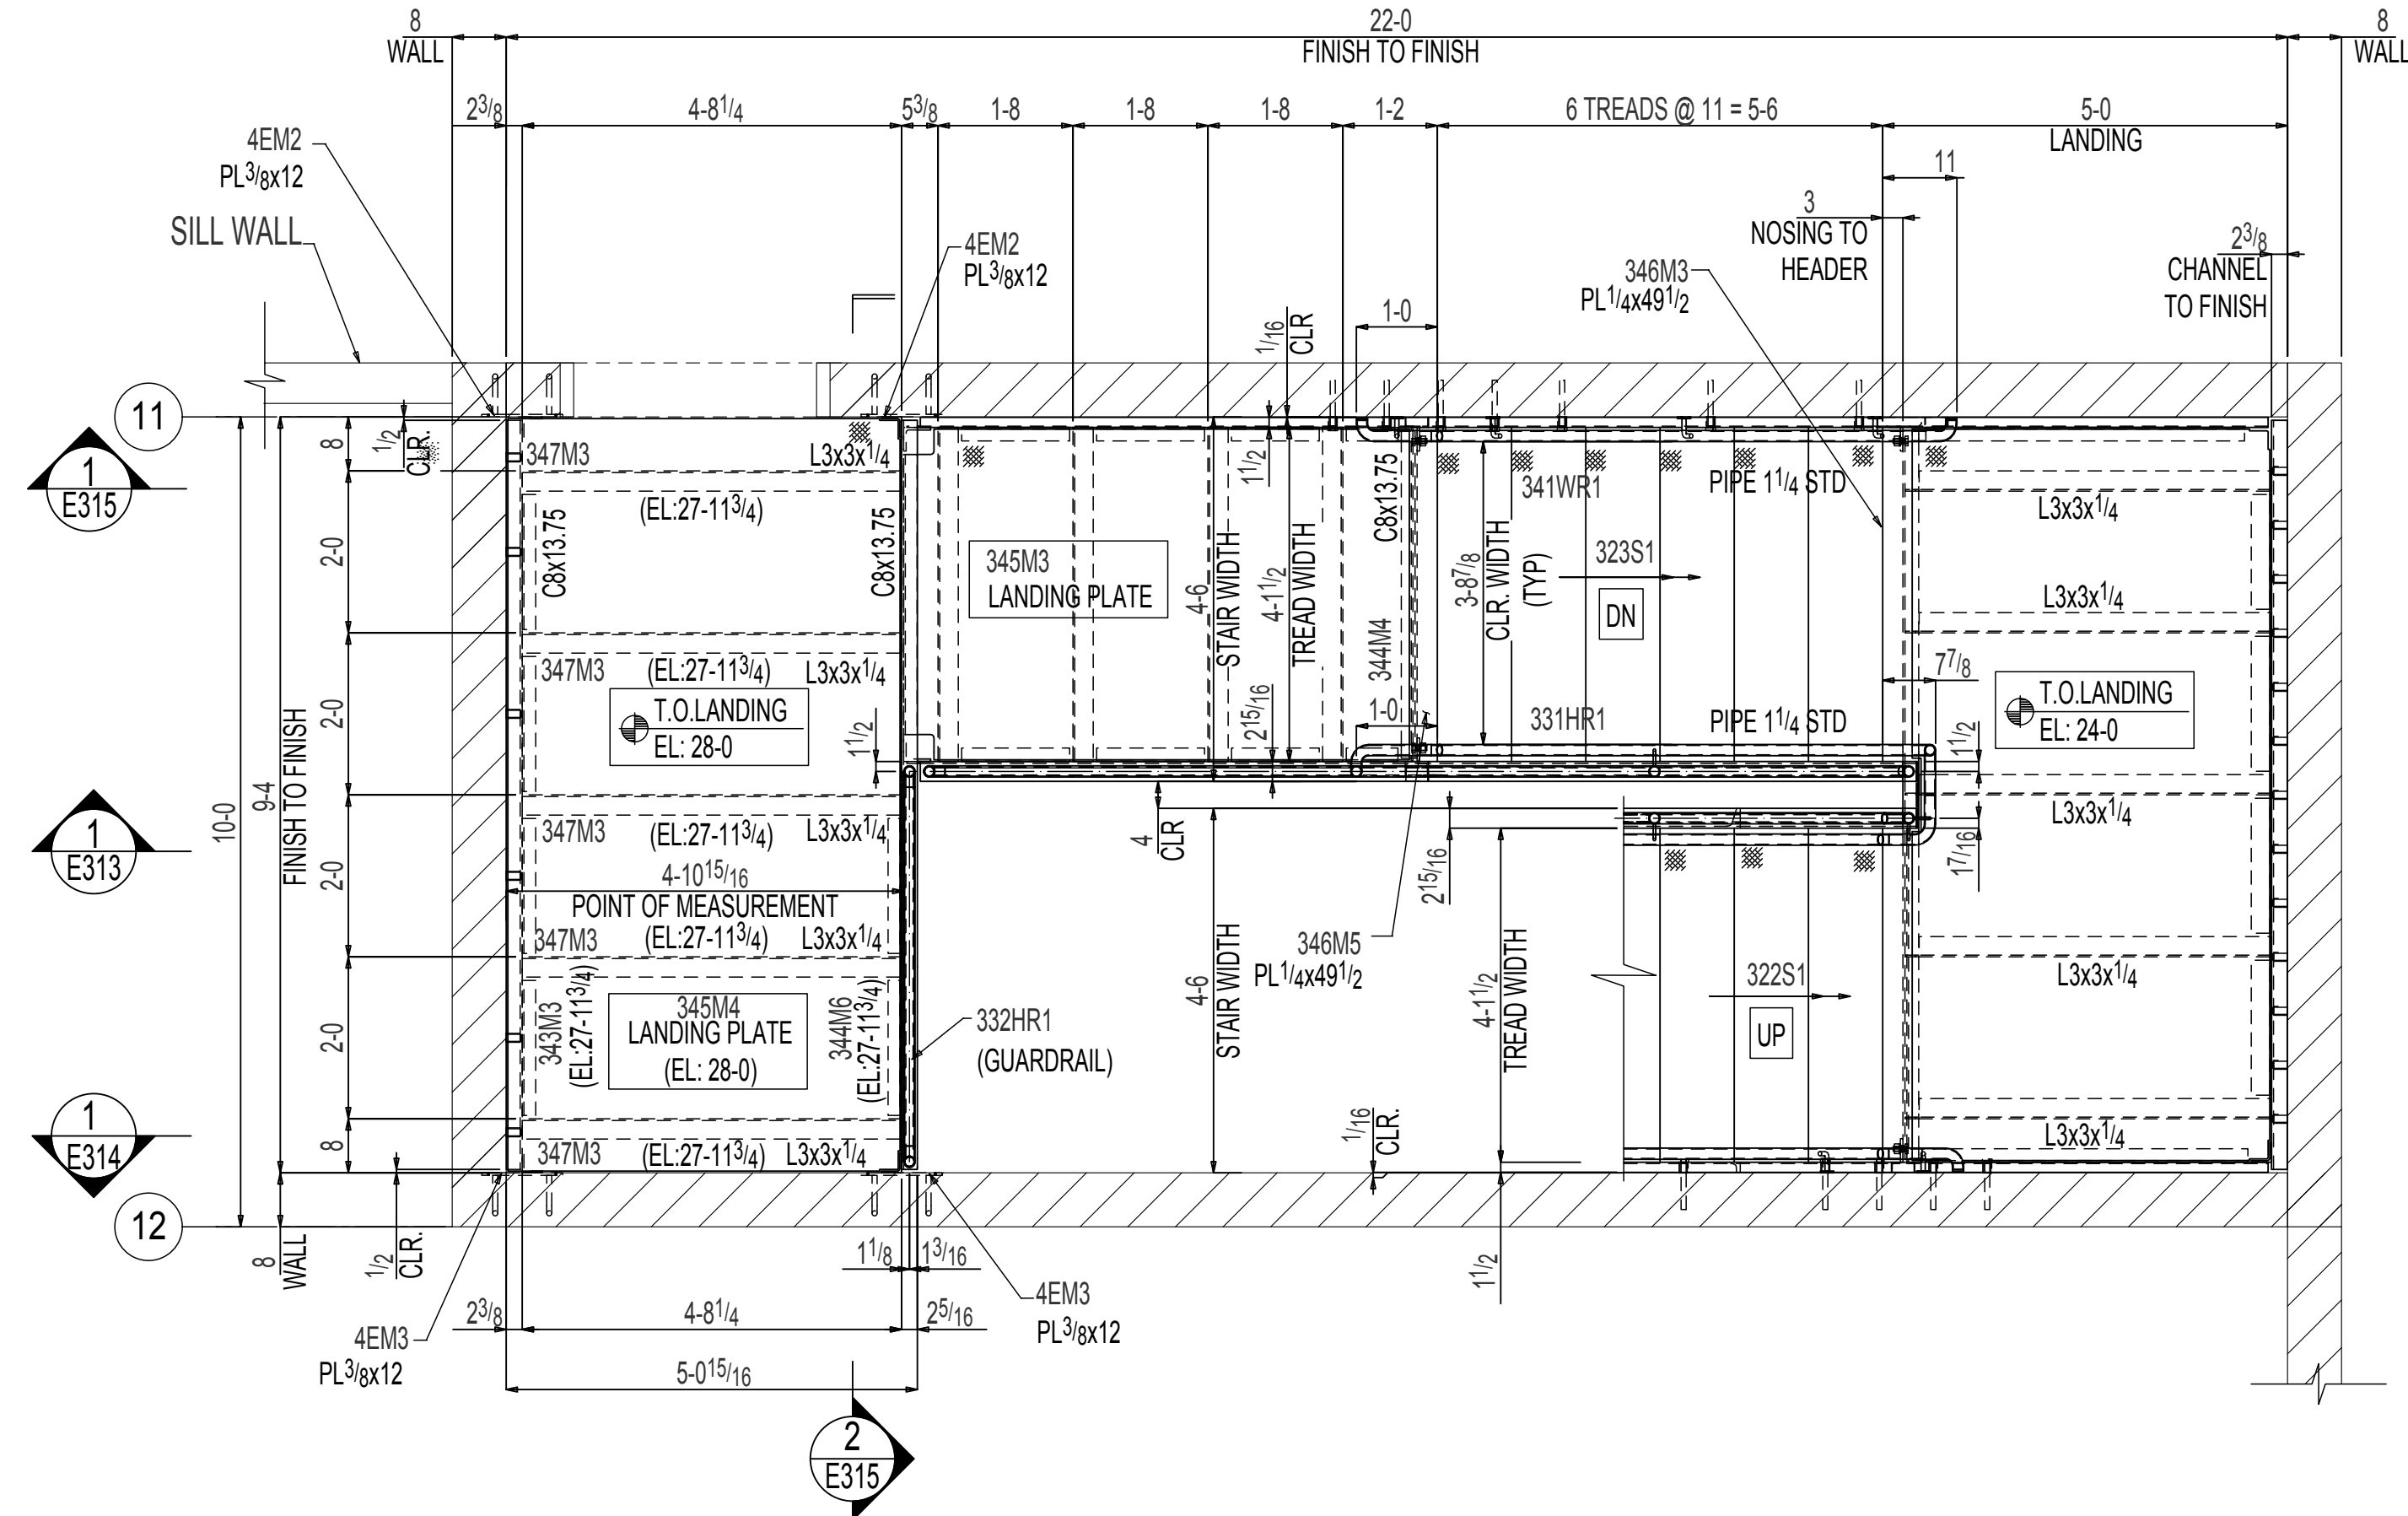 8
WALL
22-0
FINISH TO FINISH
8
WALL
2 3/8
4-8 1/4
5 3/8
1-8
1-8
1-8
1-2
6 TREADS @ 11 = 5-6
5-0
LANDING
4EM2
PL 3/8x12
SILL WALL
4EM2
PL 3/8x12
11
3
NOSING TO
HEADER
346M3
PL 1/4x49 1/2
2 3/8
CHANNEL
TO FINISH
1-0
1/16
CLR
11
1
E315
8
1/2
CLR.
347M3
L3x3x1/4
(EL:27-11 3/4)
C8x13.75
C8x13.75
1 1/2
C8x13.75
341WR1
PIPE 1 1/4 STD
L3x3x1/4
345M3
LANDING PLATE
4-6
STAIR WIDTH
4-11 1/2
TREAD WIDTH
3-8 7/8
CLR. WIDTH
(TYP)
323S1
DN
L3x3x1/4
2-0
347M3
(EL:27-11 3/4)
L3x3x1/4
T.O.LANDING
EL: 28-0
344M4
7 7/8
T.O.LANDING
EL: 24-0
2-0
1 1/2
2 15/16
1-0
331HR1
PIPE 1 1/4 STD
1 1/2
10-0
9-4
FINISH TO FINISH
1
E313
347M3
(EL:27-11 3/4)
L3x3x1/4
4
CLR
2 15/16
17/16
L3x3x1/4
2-0
4-10 15/16
POINT OF MEASUREMENT
347M3
(EL:27-11 3/4)
L3x3x1/4
346M5
PL 1/4x49 1/2
4-6
STAIR WIDTH
4-11 1/2
TREAD WIDTH
322S1
UP
L3x3x1/4
2-0
343M3
(EL:27-11 3/4)
345M4
LANDING PLATE
(EL: 28-0)
344M6
(EL:27-11 3/4)
332HR1
(GUARDRAIL)
1
E314
8
347M3
(EL:27-11 3/4)
L3x3x1/4
1/16
CLR.
L3x3x1/4
12
8
WALL
1/2
CLR.
1 1/8
1 3/16
1 1/2
4EM3
PL 3/8x12
2 3/8
4-8 1/4
2 5/16
4EM3
PL 3/8x12
5-0 15/16
2
E315